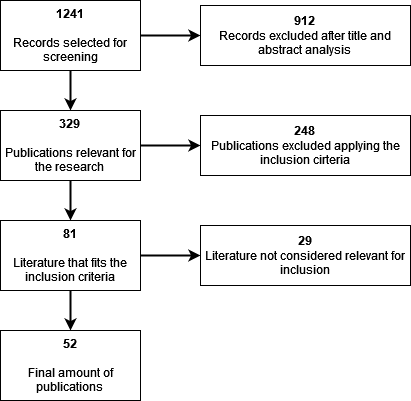 1241
Records selected for
screening
912
Records excluded after title and
abstract analysis
329
Publications relevant for
the research
248
Publications excluded applying the
inclusion cirteria
81
Literature that fits the
inclusion criteria
29
Literature not considered relevant for
inclusion
52
Final amount of
publications